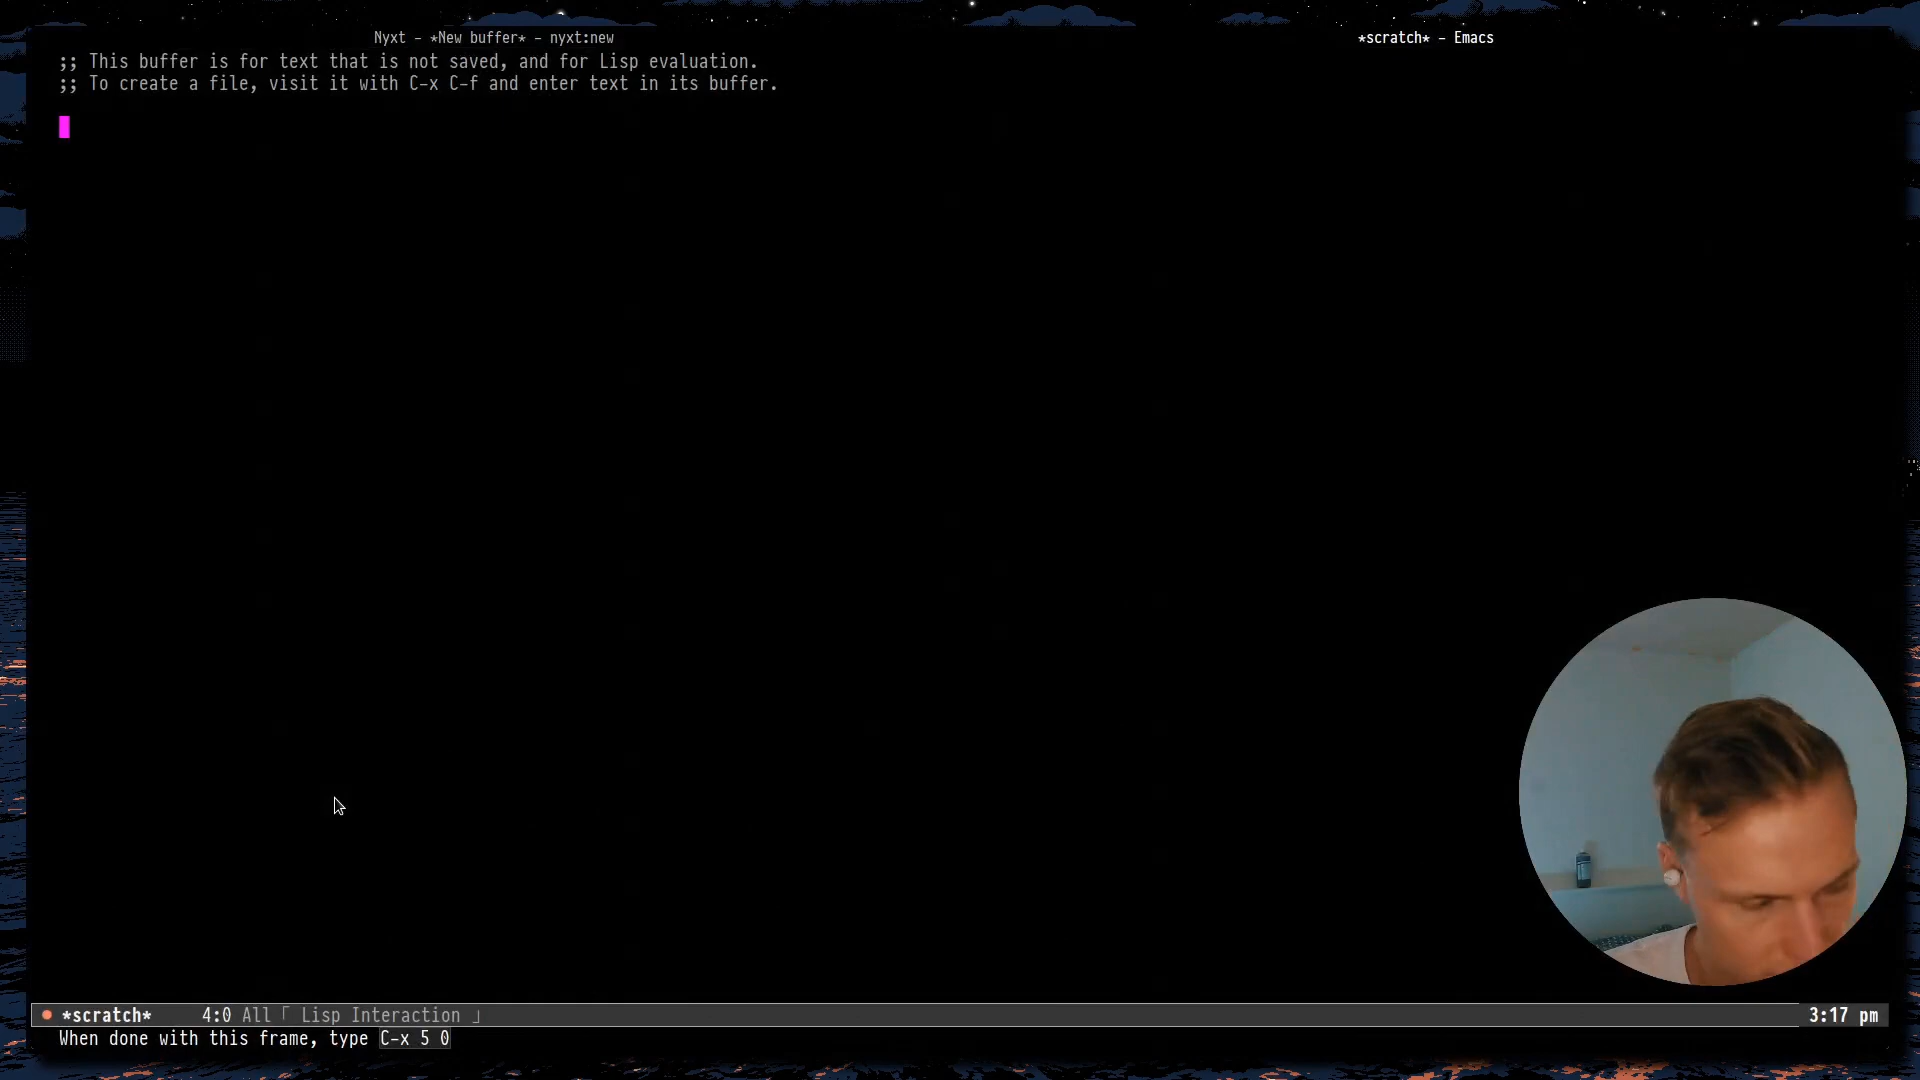 Nyxt - *New buffer* - nyxt:new
*scratch* - Emacs
;; This buffer is for text that is not saved, and for Lisp evaluation.
;; To create a file, visit it with C-x C-f and enter text in its buffer.
*scratch* 4:0 All「 Lisp Interaction 」 3:17 pm
When done with this frame, type C-x 5 0